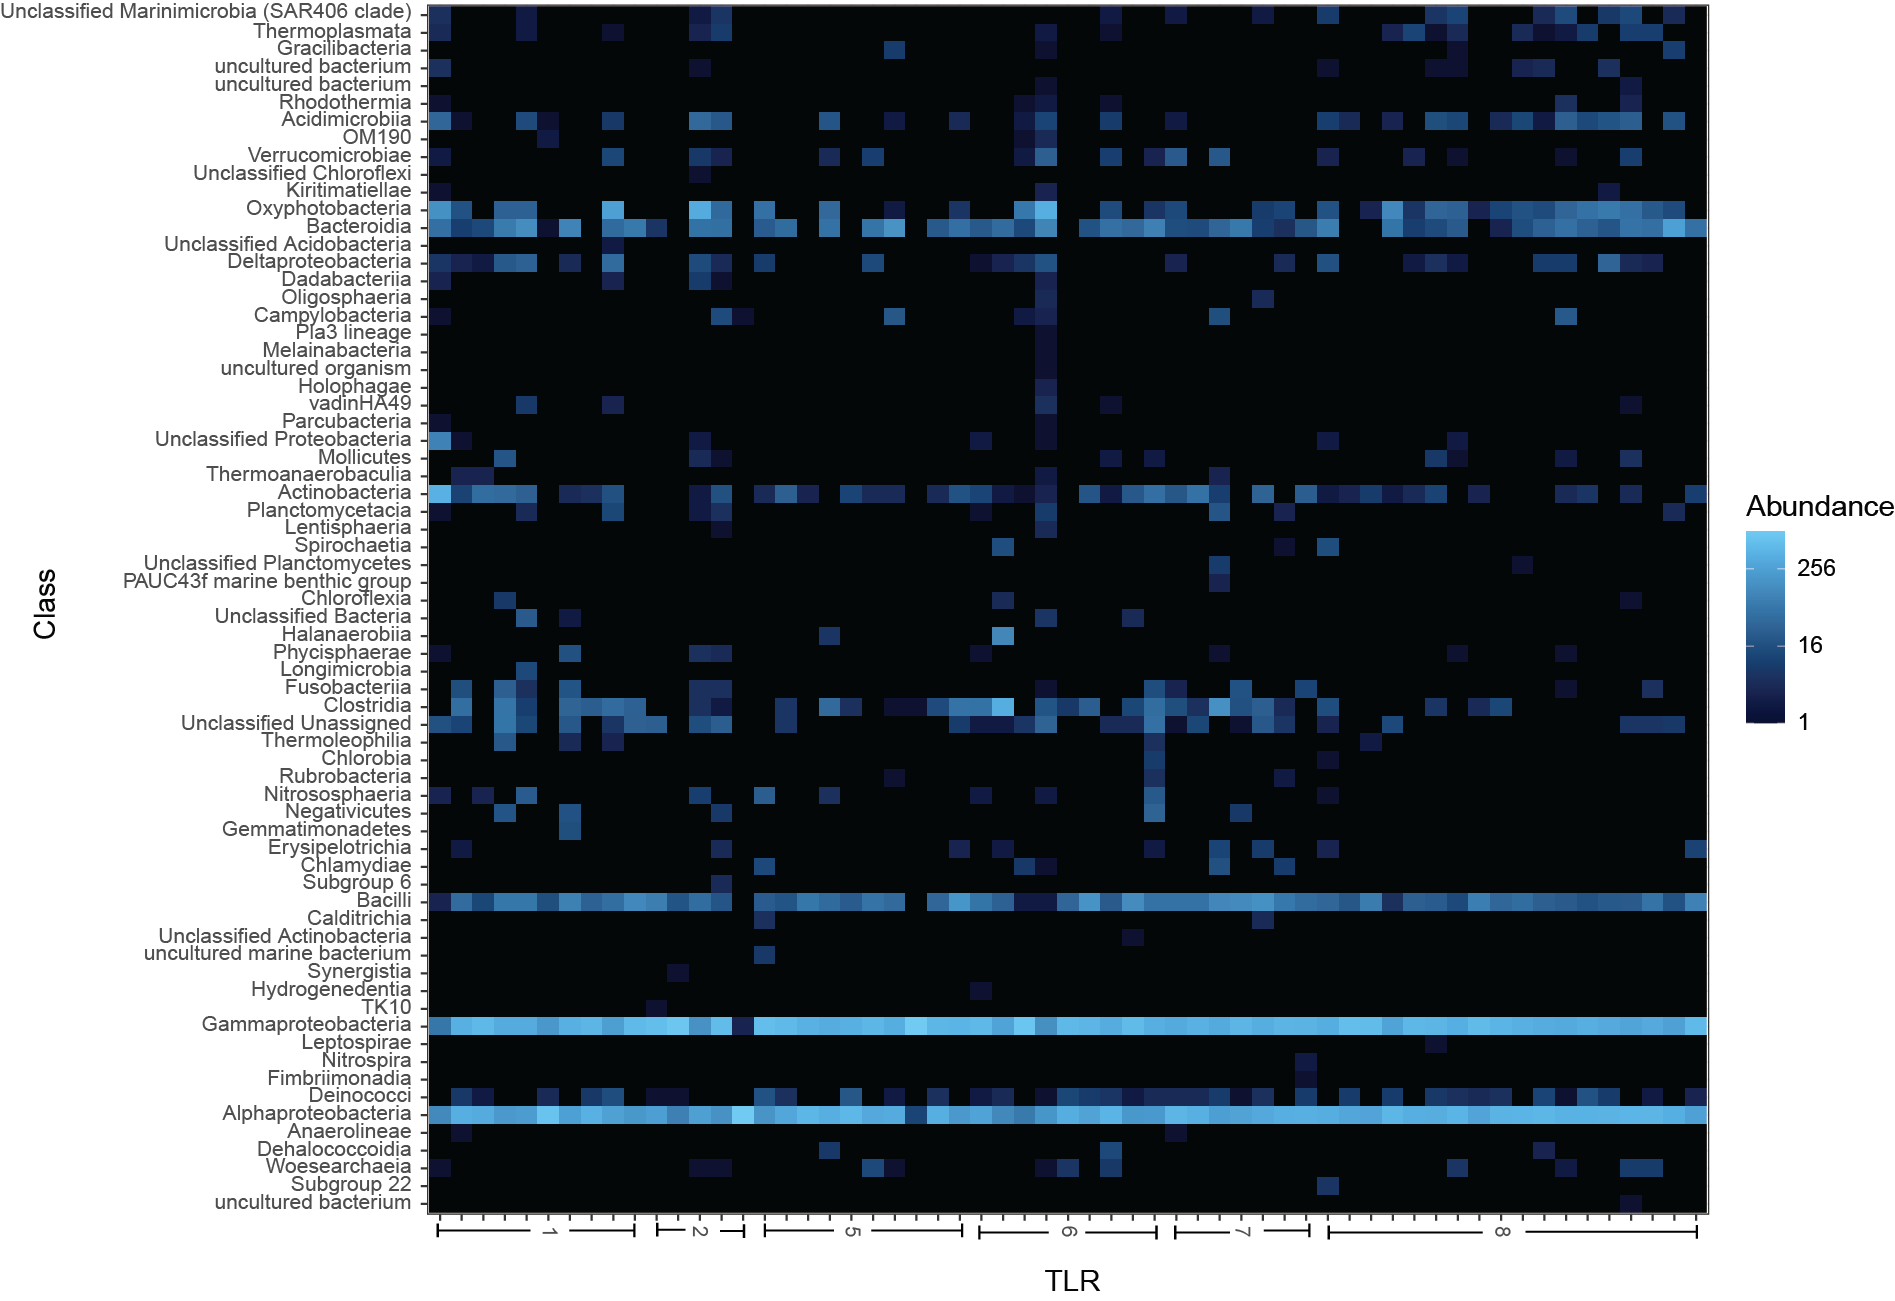 Unclassified Marinimicrobia (SAR406 clade)
Thermoplasmata
Gracilibacteria
uncultured bacterium
uncultured bacterium
Rhodothermia
Acidimicrobiia
OM190
Verrucomicrobiae
Unclassified Chloroflexi
Kiritimatiellae
Oxyphotobacteria
Bacteroidia
Unclassified Acidobacteria
Deltaproteobacteria
Dadabacteriia
Oligosphaeria
Campylobacteria
Pla3 lineage
Melainabacteria
uncultured organism
Holophagae
vadinHA49
Parcubacteria
Unclassified Proteobacteria
Mollicutes
Thermoanaerobaculia
Actinobacteria
Planctomycetacia
Lentisphaeria
Spirochaetia
Unclassified Planctomycetes
PAUC43f marine benthic group
Chloroflexia
Unclassified Bacteria
Halanaerobiia
Phycisphaerae
Longimicrobia
Fusobacteriia
Clostridia
Unclassified Unassigned
Thermoleophilia
Chlorobia
Rubrobacteria
Nitrososphaeria
Negativicutes
Gemmatimonadetes
Erysipelotrichia
Chlamydiae
Subgroup 6
Bacilli
Calditrichia
Unclassified Actinobacteria
uncultured marine bacterium
Synergistia
Hydrogenedentia
TK10
Gammaproteobacteria
Leptospirae
Nitrospira
Fimbriimonadia
Deinococci
Alphaproteobacteria
Anaerolineae
Dehalococcoidia
Woesearchaeia
Subgroup 22
uncultured bacterium
Class
1 2 5 6 7 8
TLR
Abundance
256
16
1